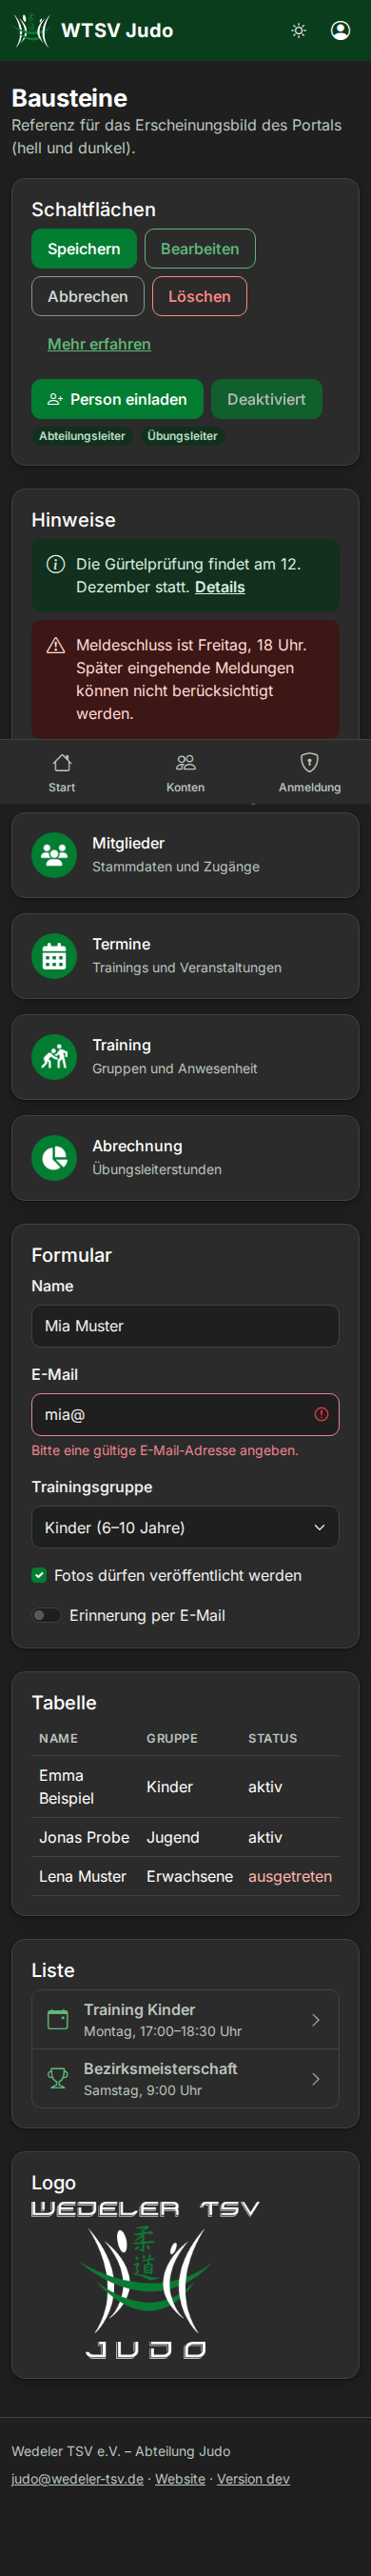 WTSV Judo
Bausteine
Referenz für das Erscheinungsbild des Portals
(hell und dunkel).
Schaltflächen
Speichern
Bearbeiten
Abbrechen
Löschen
Mehr erfahren
Person einladen
Deaktiviert
Abteilungsleiter
Übungsleiter
Hinweise
Die Gürtelprüfung findet am 12.
Dezember statt. Details
Meldeschluss ist Freitag, 18 Uhr.
Später eingehende Meldungen
können nicht berücksichtigt
werden.
Start
Konten
Anmeldung
Mitglieder
Stammdaten und Zugänge
Termine
Trainings und Veranstaltungen
Training
Gruppen und Anwesenheit
Abrechnung
Übungsleiterstunden
Formular
Name
Mia Muster
E-Mail
mia@
Bitte eine gültige E-Mail-Adresse angeben.
Trainingsgruppe
Kinder (6–10 Jahre)
Fotos dürfen veröffentlicht werden
Erinnerung per E-Mail
Tabelle
NAME GRUPPE STATUS
Emma
Beispiel
Kinder aktiv
Jonas Probe Jugend aktiv
Lena Muster Erwachsene ausgetreten
Liste
Training Kinder
Montag, 17:00–18:30 Uhr
Bezirksmeisterschaft
Samstag, 9:00 Uhr
Logo
WEDELER TSV
柔
道
JUDO
Wedeler TSV e.V. – Abteilung Judo
judo@wedeler-tsv.de · Website · Version dev